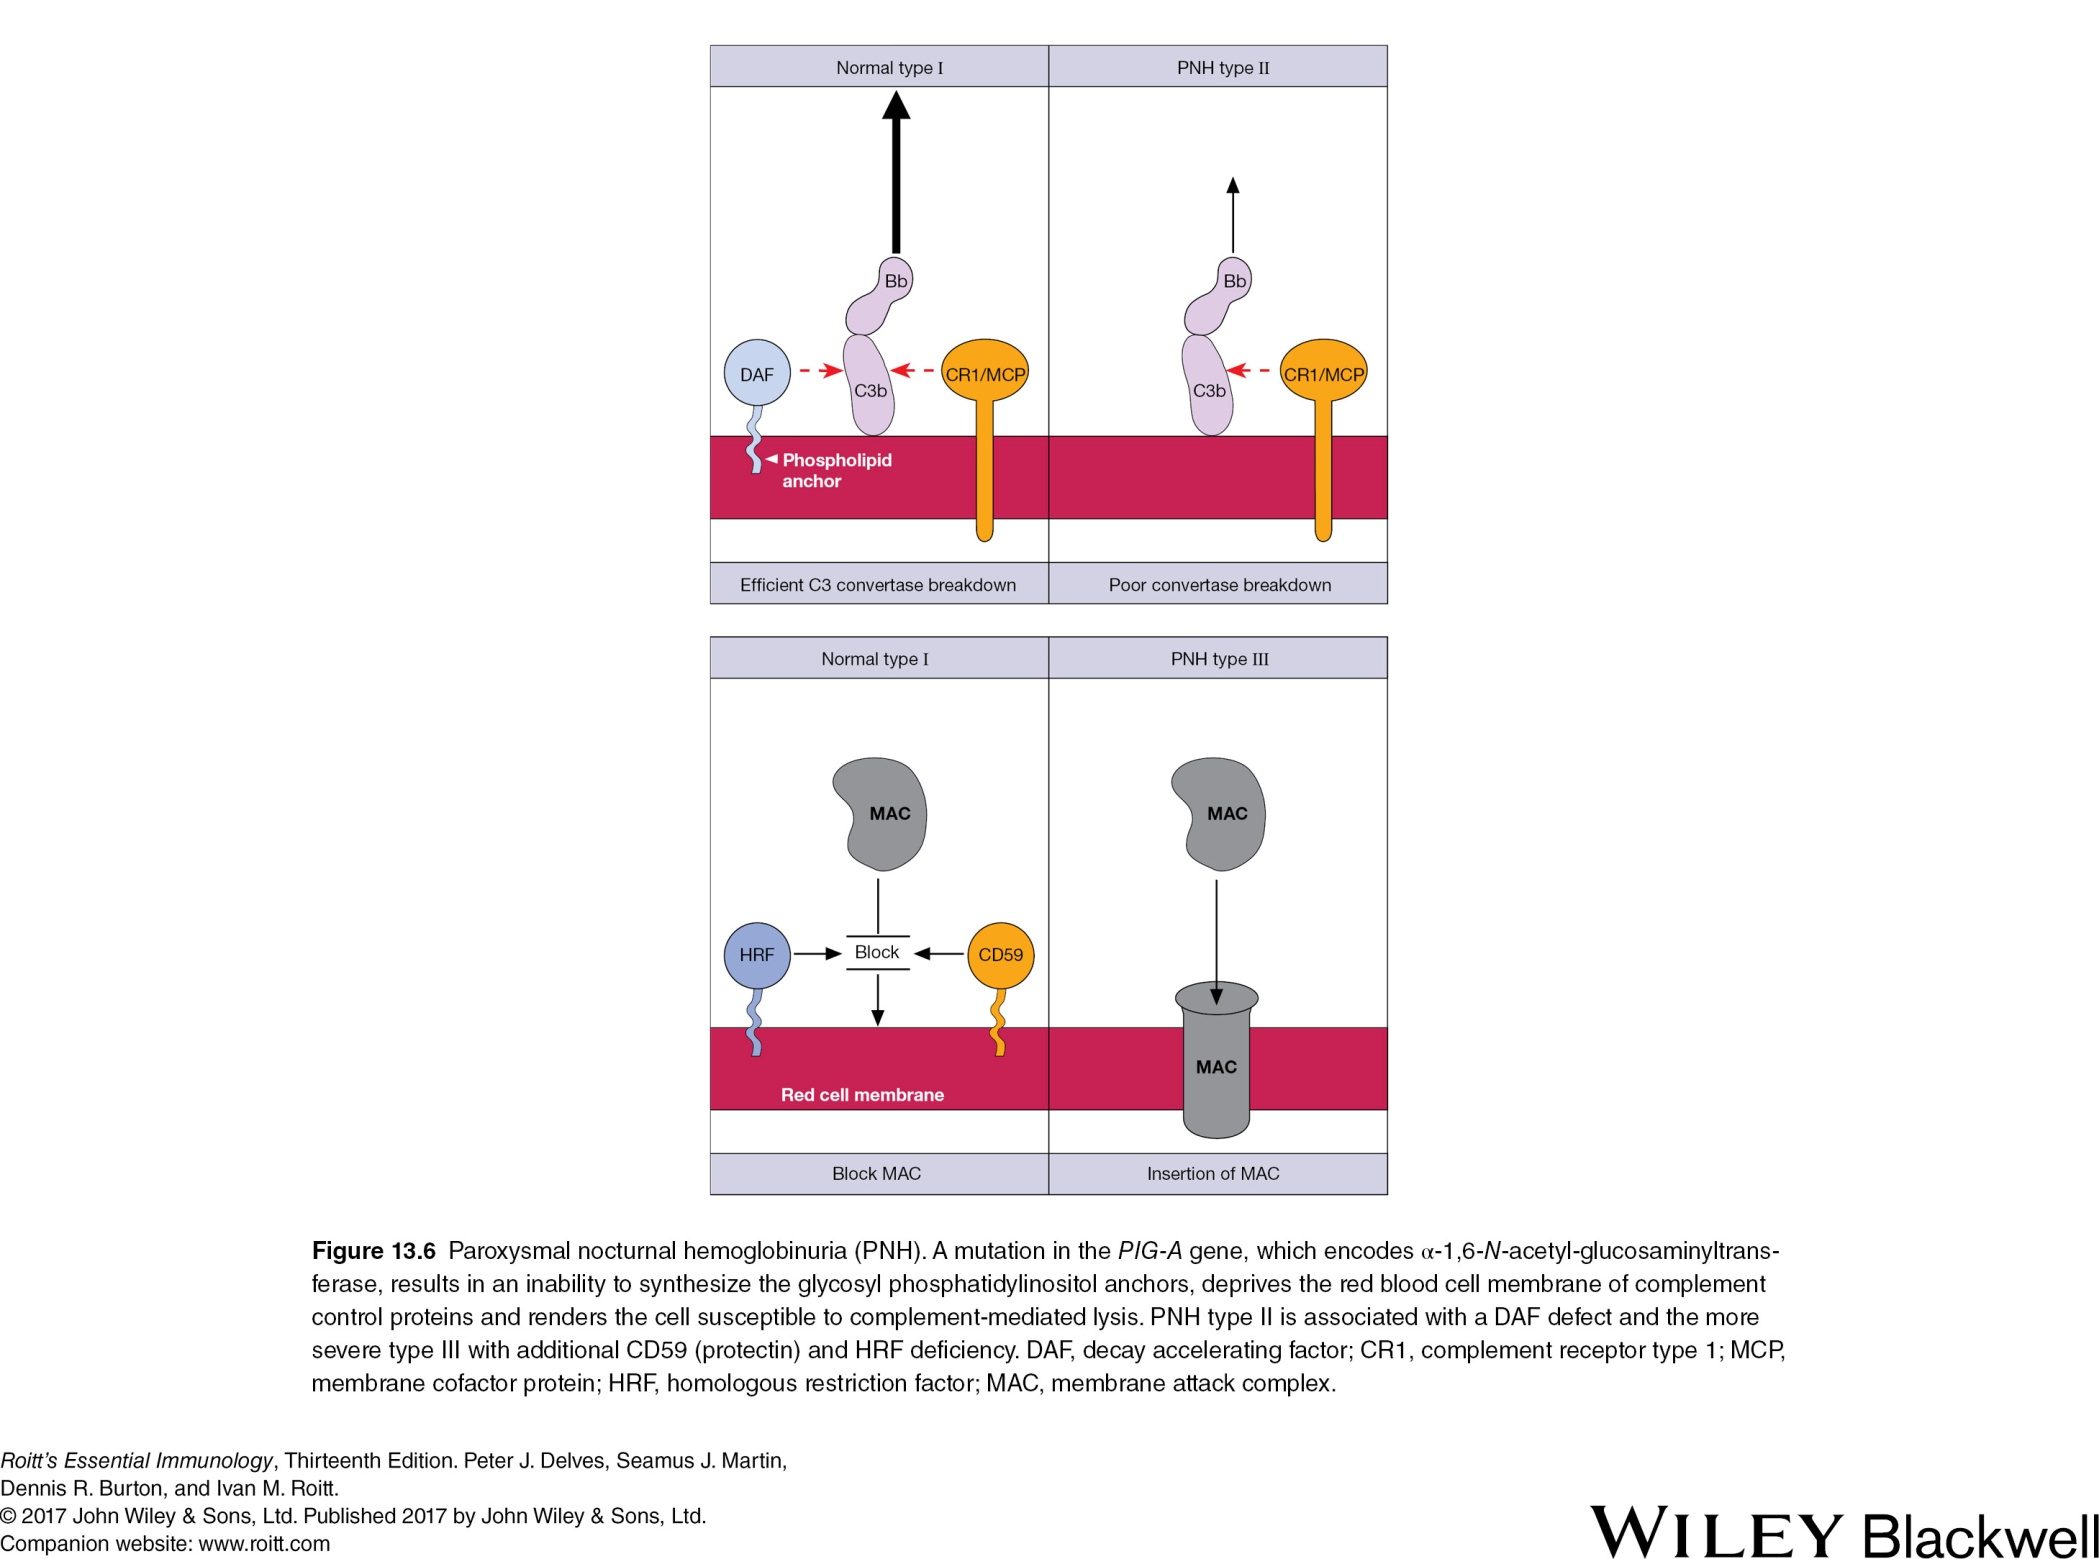 Normal type I
PNH type II
Bb
Bb
DAF
CR1/MCP
CR1/MCP
C3b
C3b
Phospholipid
anchor
Efficient C3 convertase breakdown
Poor convertase breakdown
Normal type I
PNH type III
MAC
MAC
HRF
Block
CD59
MAC
Red cell membrane
Block MAC
Insertion of MAC
Figure 13.6 Paroxysmal nocturnal hemoglobinuria (PNH). A mutation in the PIG-A gene, which encodes α-1,6-N-acetyl-glucosaminyltrans-
ferase, results in an inability to synthesize the glycosyl phosphatidylinositol anchors, deprives the red blood cell membrane of complement
control proteins and renders the cell susceptible to complement-mediated lysis. PNH type II is associated with a DAF defect and the more
severe type III with additional CD59 (protectin) and HRF deficiency. DAF, decay accelerating factor; CR1, complement receptor type 1; MCP,
membrane cofactor protein; HRF, homologous restriction factor; MAC, membrane attack complex.
Roitt’s Essential Immunology, Thirteenth Edition. Peter J. Delves, Seamus J. Martin,
Dennis R. Burton, and Ivan M. Roitt.
© 2017 John Wiley & Sons, Ltd. Published 2017 by John Wiley & Sons, Ltd.
Companion website: www.roitt.com
WILEY Blackwell